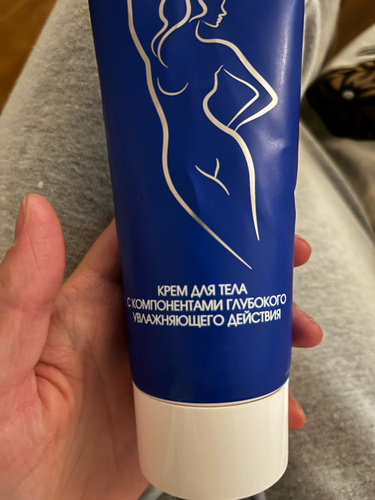 КРЕМ ДЛЯ ТЕЛА
С КОМПОНЕНТАМИ ГЛУБОКОГО
УВЛАЖНЯЮЩЕГО ДЕЙСТВИЯ